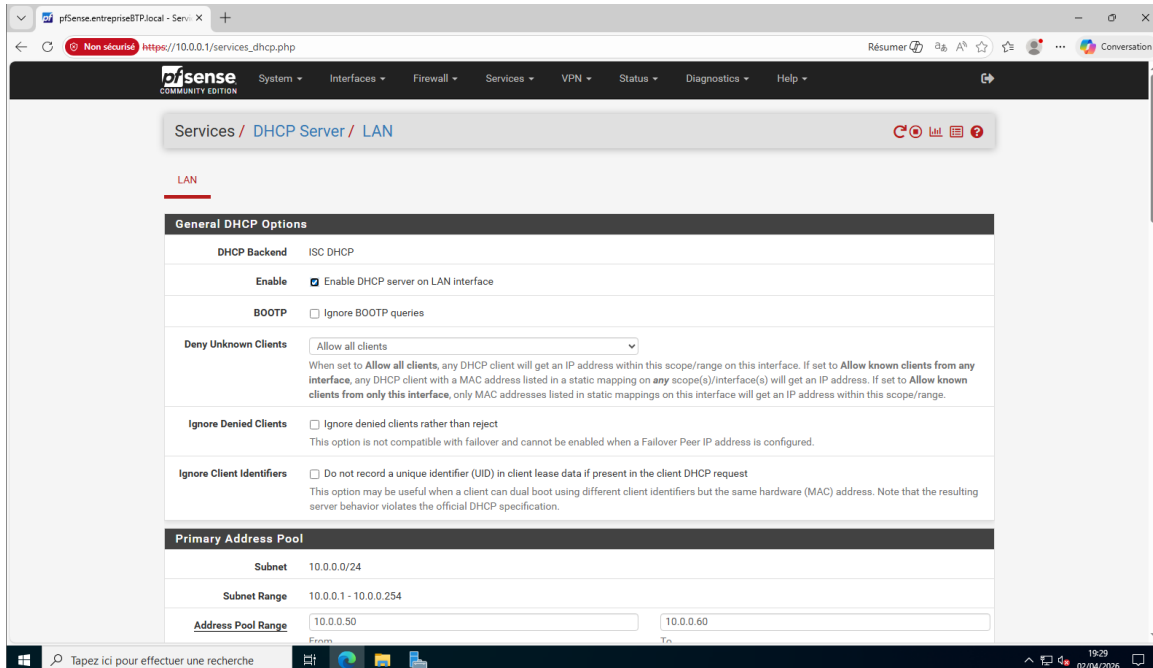 pfSense.entrepriseBTP.local - Servi
Non sécurisé https://10.0.0.1/services_dhcp.php
Résumer
Conversation
pfsense
COMMUNITY EDITION
System Interfaces Firewall Services VPN Status Diagnostics Help
Services / DHCP Server / LAN
LAN
General DHCP Options
DHCP Backend ISC DHCP
Enable Enable DHCP server on LAN interface
BOOTP Ignore BOOTP queries
Deny Unknown Clients Allow all clients
When set to Allow all clients, any DHCP client will get an IP address within this scope/range on this interface. If set to Allow known clients from any
interface, any DHCP client with a MAC address listed in a static mapping on any scope(s)/interface(s) will get an IP address. If set to Allow known
clients from only this interface, only MAC addresses listed in static mappings on this interface will get an IP address within this scope/range.
Ignore Denied Clients Ignore denied clients rather than reject
This option is not compatible with failover and cannot be enabled when a Failover Peer IP address is configured.
Ignore Client Identifiers Do not record a unique identifier (UID) in client lease data if present in the client DHCP request
This option may be useful when a client can dual boot using different client identifiers but the same hardware (MAC) address. Note that the resulting
server behavior violates the official DHCP specification.
Primary Address Pool
Subnet 10.0.0.0/24
Subnet Range 10.0.0.1 - 10.0.0.254
Address Pool Range 10.0.0.50 10.0.0.60
From To
Tapez ici pour effectuer une recherche
19:29
02/04/2026